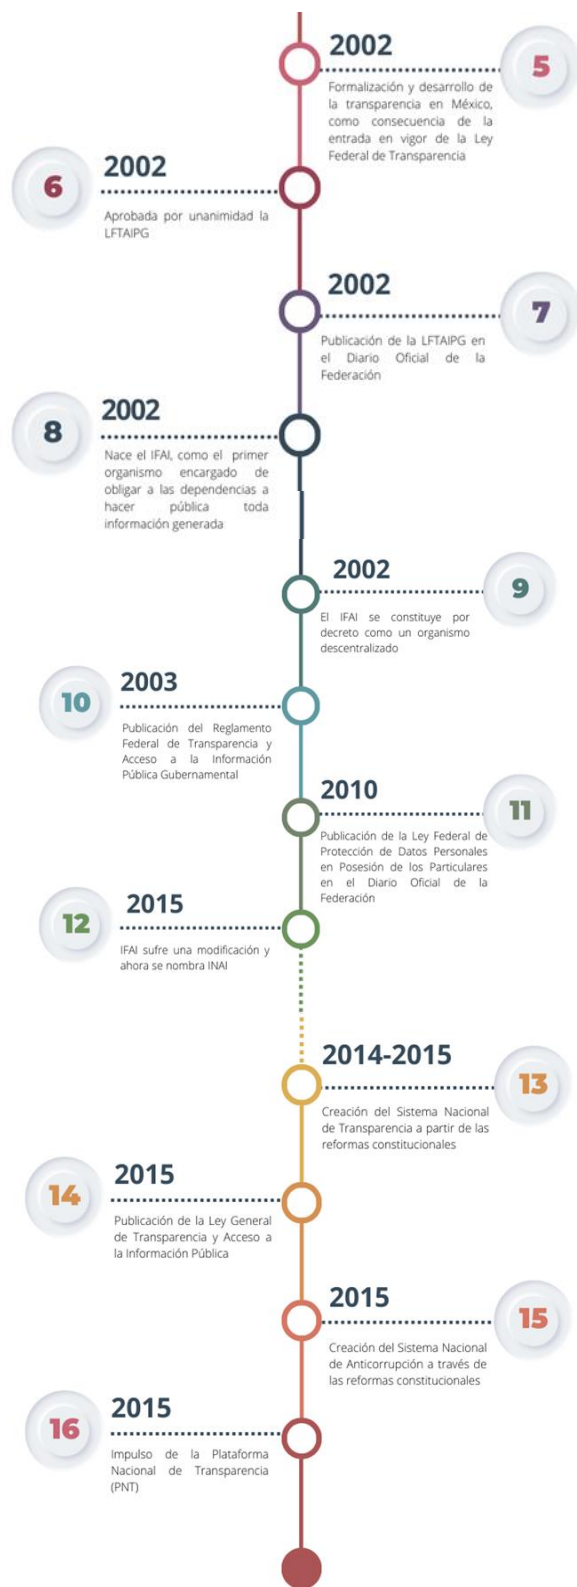 2002
5
Formalización y desarrollo de
la transparencia en México,
como consecuencia de la
entrada en vigor de la Ley
Federal de Transparencia
6
2002
Aprobada por unanimidad la
LFTAIPG
2002
7
Publicación de la LFTAIPG en
el Diario Oficial de la
Federación
8
2002
Nace el IFAI, como el primer
organismo encargado de
obligar a las dependencias a
hacer pública toda
información generada
2002
9
El IFAI se constituye por
decreto como un organismo
descentralizado
10
2003
Publicación del Reglamento
Federal de Transparencia y
Acceso a la Información
Pública Gubernamental
2010
11
Publicación de la Ley Federal de
Protección de Datos Personales
en Posesión de los Particulares
en el Diario Oficial de la
Federación
12
2015
IFAI sufre una modificación y
ahora se nombra INAI
2014-2015
13
Creación del Sistema Nacional
de Transparencia a partir de las
reformas constitucionales
14
2015
Publicación de la Ley General
de Transparencia y Acceso a
la Información Pública
2015
15
Creación del Sistema Nacional
de Anticorrupción a través de
las reformas constitucionales
16
2015
Impulso de la Plataforma
Nacional de Transparencia
(PNT)